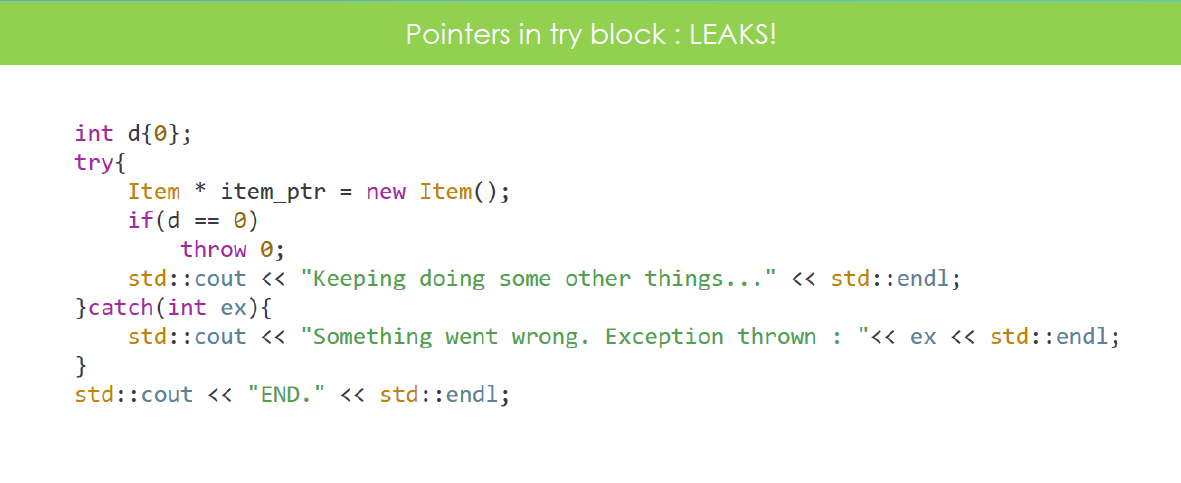 Pointers in try block : LEAKS!
int d{0};
try{
    Item * item_ptr = new Item();
    if(d == 0)
        throw 0;
    std::cout << "Keeping doing some other things..." << std::endl;
}catch(int ex){
    std::cout << "Something went wrong. Exception thrown : "<< ex << std::endl;
}
std::cout << "END." << std::endl;